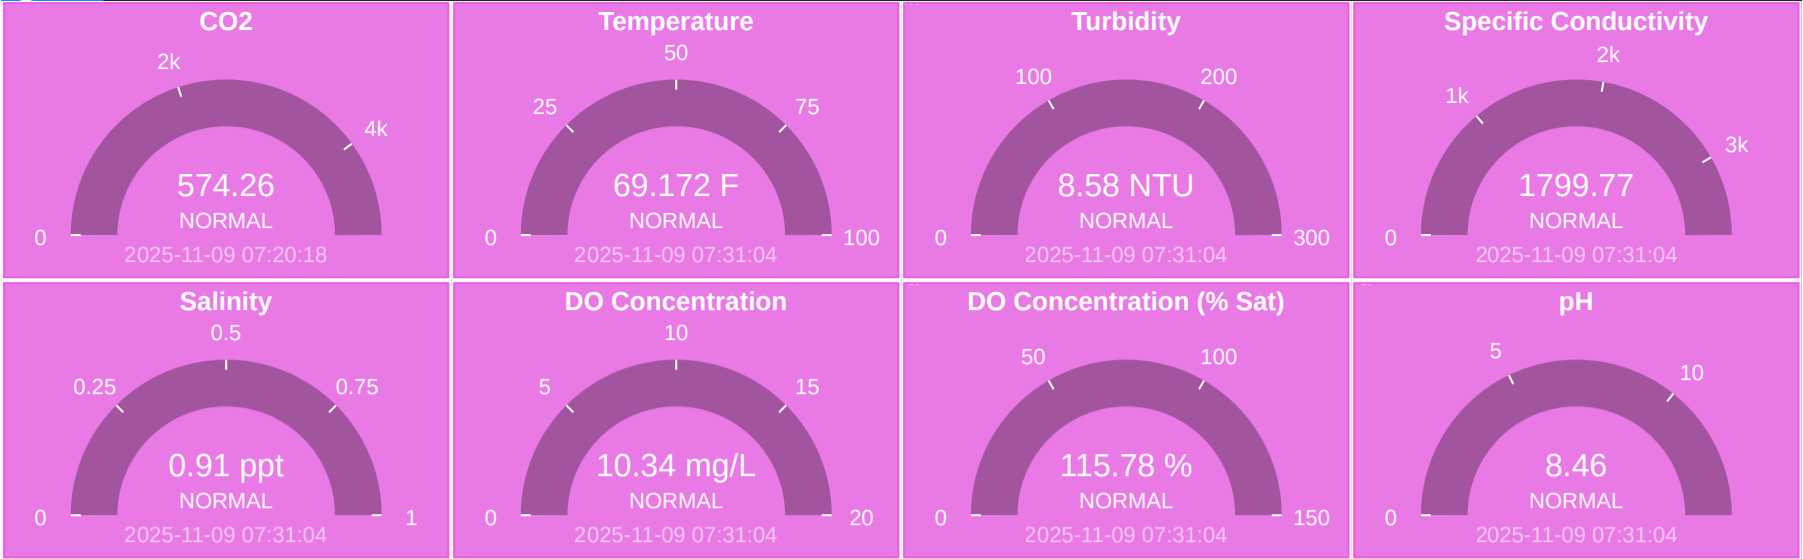 CO2
2k
4k
574.26
NORMAL
0
2025-11-09 07:20:18
Temperature
50
25
75
69.172 F
NORMAL
0
100
2025-11-09 07:31:04
Turbidity
100
200
8.58 NTU
NORMAL
0
300
2025-11-09 07:31:04
Specific Conductivity
2k
1k
3k
1799.77
NORMAL
0
2025-11-09 07:31:04
Salinity
0.5
0.25
0.75
0.91 ppt
NORMAL
0
1
2025-11-09 07:31:04
DO Concentration
10
5
15
10.34 mg/L
NORMAL
0
20
2025-11-09 07:31:04
DO Concentration (% Sat)
50
100
115.78 %
NORMAL
0
150
2025-11-09 07:31:04
pH
5
10
8.46
NORMAL
0
2025-11-09 07:31:04